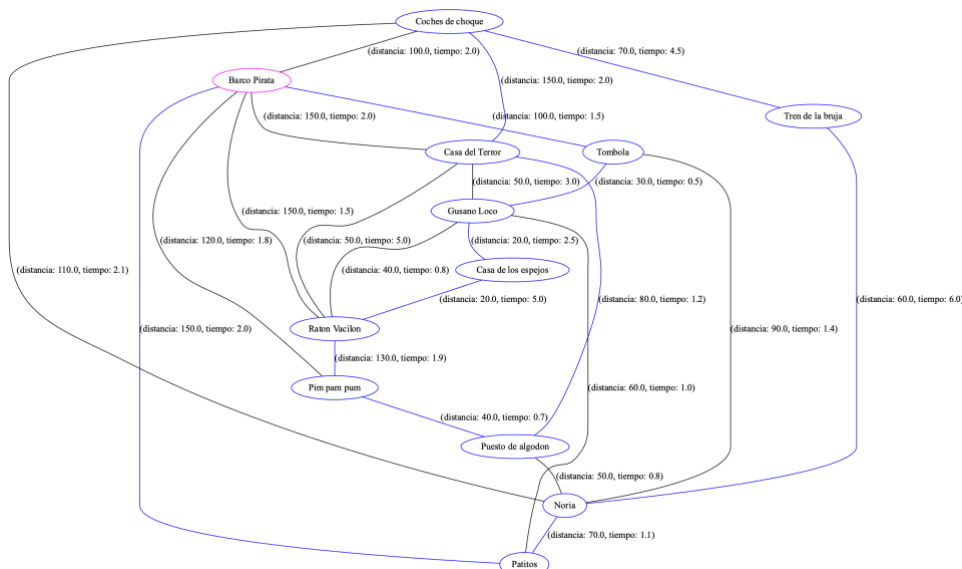 Coches de choque
(distancia: 100.0, tiempo: 2.0)
(distancia: 70.0, tiempo: 4.5)
Barco Pirata
(distancia: 150.0, tiempo: 2.0)
(distancia: 150.0, tiempo: 2.0)
(distancia: 100.0, tiempo: 1.5)
Tren de la bruja
Casa del Terror
Tombola
(distancia: 50.0, tiempo: 3.0)
(distancia: 30.0, tiempo: 0.5)
(distancia: 150.0, tiempo: 1.5)
Gusano Loco
(distancia: 120.0, tiempo: 1.8)
(distancia: 50.0, tiempo: 5.0)
(distancia: 20.0, tiempo: 2.5)
(distancia: 110.0, tiempo: 2.1)
(distancia: 40.0, tiempo: 0.8)
Casa de los espejos
(distancia: 20.0, tiempo: 5.0)
(distancia: 80.0, tiempo: 1.2)
(distancia: 60.0, tiempo: 6.0)
(distancia: 150.0, tiempo: 2.0)
Raton Vacilon
(distancia: 90.0, tiempo: 1.4)
(distancia: 130.0, tiempo: 1.9)
Pim pam pum
(distancia: 60.0, tiempo: 1.0)
(distancia: 40.0, tiempo: 0.7)
Puesto de algodon
(distancia: 50.0, tiempo: 0.8)
Noria
(distancia: 70.0, tiempo: 1.1)
Patitos